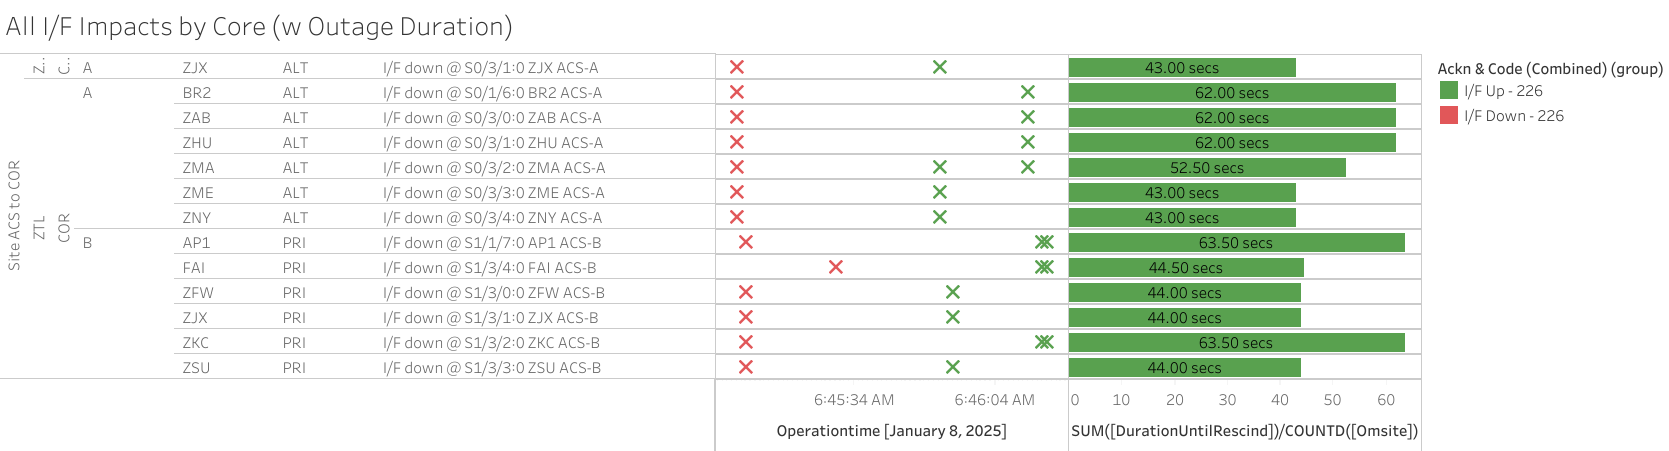 All I/F Impacts by Core (w Outage Duration)
Z.. C.. A ZJX ALT I/F down @ S0/3/1:0 ZJX ACS-A 43.00 secs
A BR2 ALT I/F down @ S0/1/6:0 BR2 ACS-A 62.00 secs
ZAB ALT I/F down @ S0/3/0:0 ZAB ACS-A 62.00 secs
ZHU ALT I/F down @ S0/3/1:0 ZHU ACS-A 62.00 secs
ZMA ALT I/F down @ S0/3/2:0 ZMA ACS-A 52.50 secs
ZME ALT I/F down @ S0/3/3:0 ZME ACS-A 43.00 secs
ZNY ALT I/F down @ S0/3/4:0 ZNY ACS-A 43.00 secs
Site ACS to COR
ZTL
COR
B AP1 PRI I/F down @ S1/1/7:0 AP1 ACS-B 63.50 secs
FAI PRI I/F down @ S1/3/4:0 FAI ACS-B 44.50 secs
ZFW PRI I/F down @ S1/3/0:0 ZFW ACS-B 44.00 secs
ZJX PRI I/F down @ S1/3/1:0 ZJX ACS-B 44.00 secs
ZKC PRI I/F down @ S1/3/2:0 ZKC ACS-B 63.50 secs
ZSU PRI I/F down @ S1/3/3:0 ZSU ACS-B 44.00 secs
6:45:34 AM 6:46:04 AM 0 10 20 30 40 50 60
Operationtime [January 8, 2025] SUM([DurationUntilRescind])/COUNTD([Omsite])
Ackn & Code (Combined) (group)
I/F Up - 226
I/F Down - 226